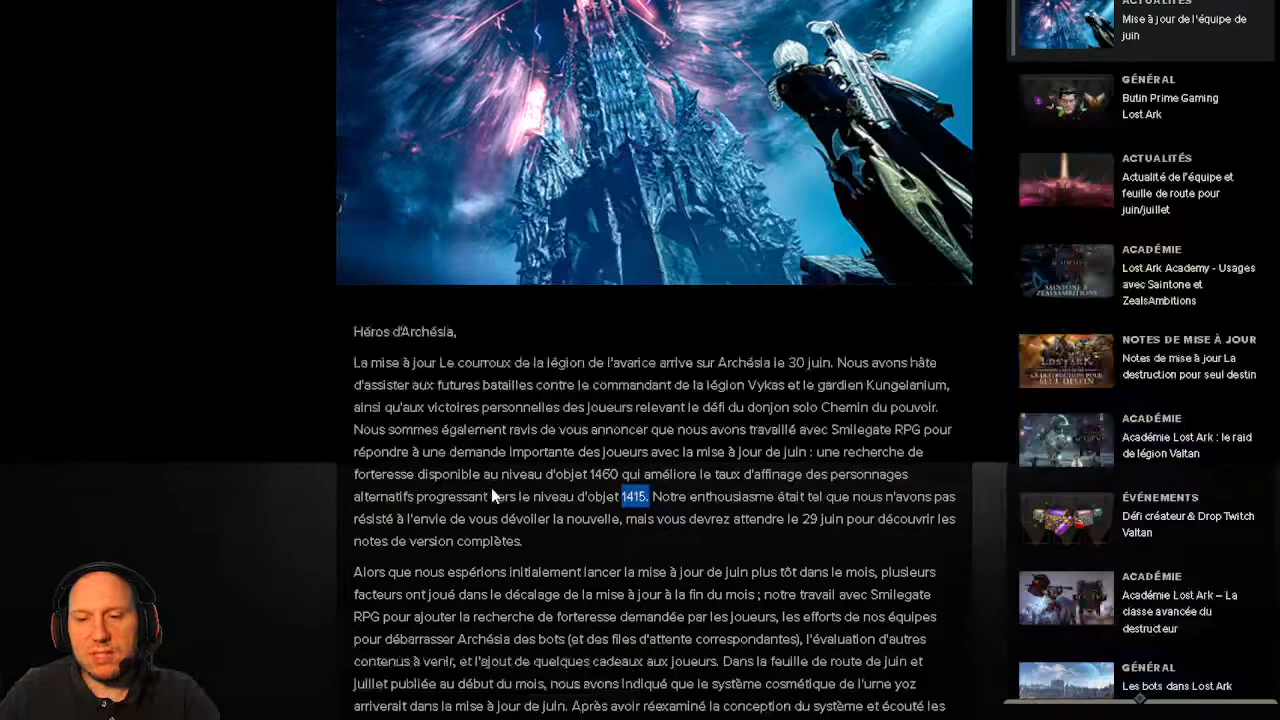 Héros d'Archésia,
La mise à jour Le courroux de la légion de l'avarice arrive sur Archésia le 30 juin. Nous avons hâte
d'assister aux futures batailles contre le commandant de la légion Vykas et le gardien Kungelanium,
ainsi qu'aux victoires personnelles des joueurs relevant le défi du donjon solo Chemin du pouvoir.
Nous sommes également ravis de vous annoncer que nous avons travaillé avec Smilegate RPG pour
répondre à une demande importante des joueurs avec la mise à jour de juin : une recherche de
forteresse disponible au niveau d'objet 1460 qui améliore le taux d'affinage des personnages
alternatifs progressant vers le niveau d'objet 1415. Notre enthousiasme était tel que nous n'avons pas
résisté à l'envie de vous dévoiler la nouvelle, mais vous devrez attendre le 29 juin pour découvrir les
notes de version complètes.
Alors que nous espérions initialement lancer la mise à jour de juin plus tôt dans le mois, plusieurs
facteurs ont joué dans le décalage de la mise à jour à la fin du mois ; notre travail avec Smilegate
RPG pour ajouter la recherche de forteresse demandée par les joueurs, les efforts de nos équipes
pour débarrasser Archésia des bots (et des files d'attente correspondantes), l'évaluation d'autres
contenus à venir, et l'ajout de quelques cadeaux aux joueurs. Dans la feuille de route de juin et
juillet publiée au début du mois, nous avons indiqué que le système cosmétique de l'urne yoz
arriverait dans la mise à jour de juin. Après avoir réexaminé la conception du système et écouté les
ACTUALITÉS
Mise à jour de l'équipe de
juin
GÉNÉRAL
Butin Prime Gaming
Lost Ark
ACTUALITÉS
Actualité de l'équipe et
feuille de route pour
juin/juillet
ACADÉMIE
Lost Ark Academy - Usages
avec Saintone et
ZealsAmbitions
NOTES DE MISE À JOUR
Notes de mise à jour La
destruction pour seul destin
ACADÉMIE
Académie Lost Ark : le raid
de légion Valtan
ÉVÉNEMENTS
Défi créateur & Drop Twitch
Valtan
ACADÉMIE
Académie Lost Ark – La
classe avancée du
destructeur
GÉNÉRAL
Les bots dans Lost Ark